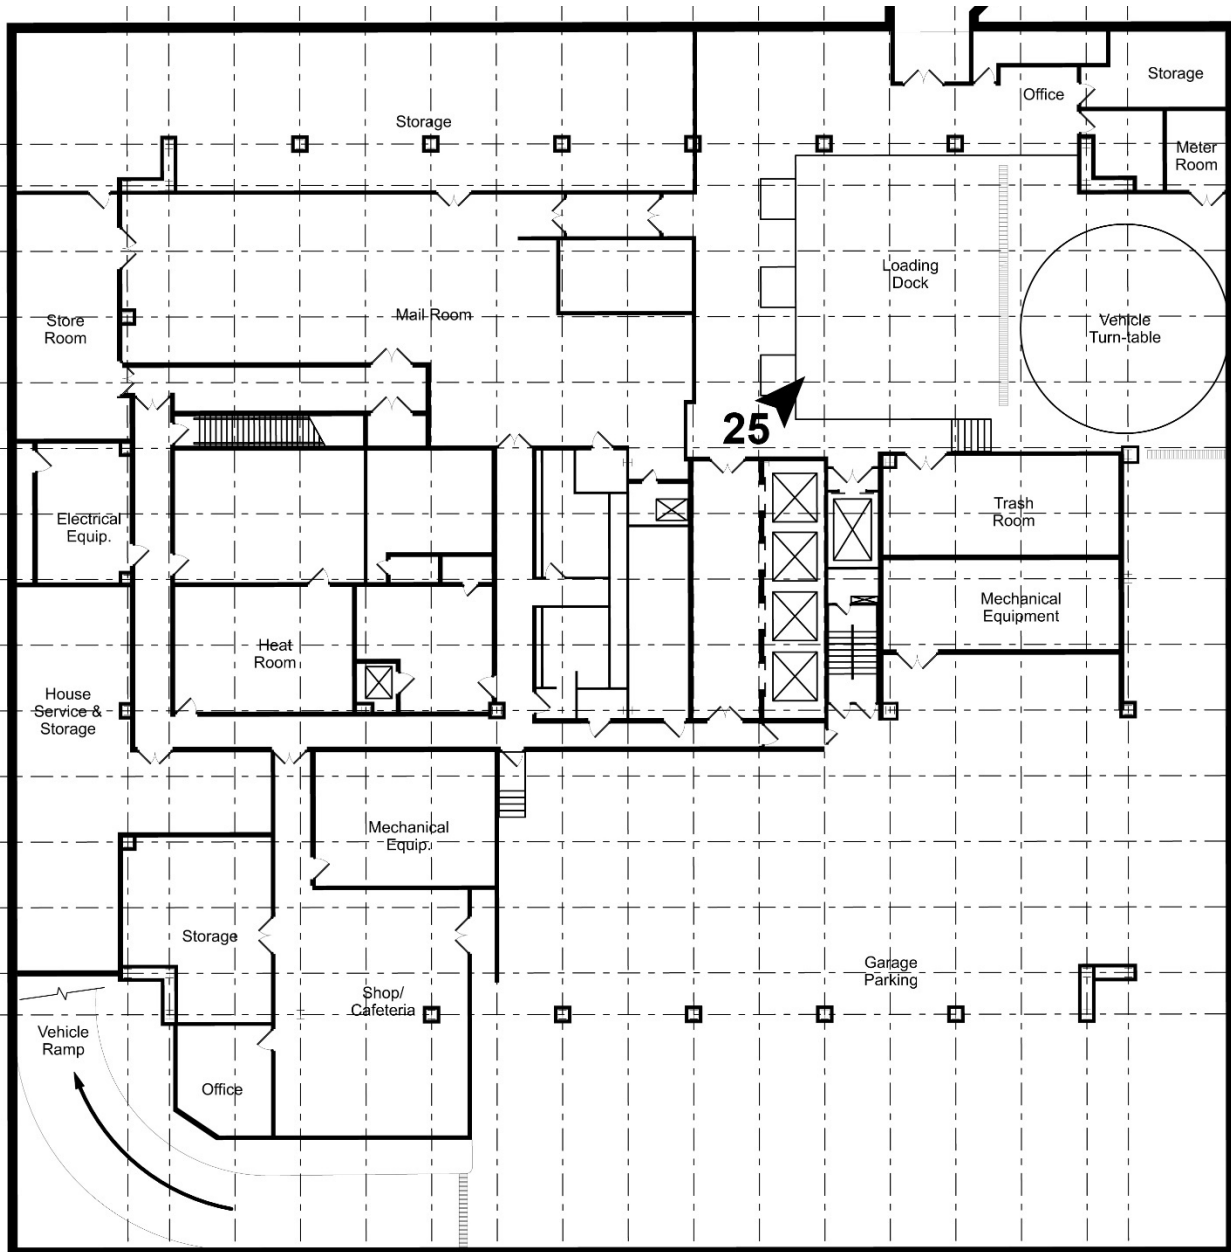 Storage
Office
Storage
Meter
Room
Loading
Dock
Store
Room
Mail Room
Vehicle
Turn-table
25
Electrical
Equip.
Trash
Room
Mechanical
Equipment
Heat
Room
House
Service &
Storage
Mechanical
Equip.
Storage
Garage
Parking
Shop/
Cafeteria
Vehicle
Ramp
Office